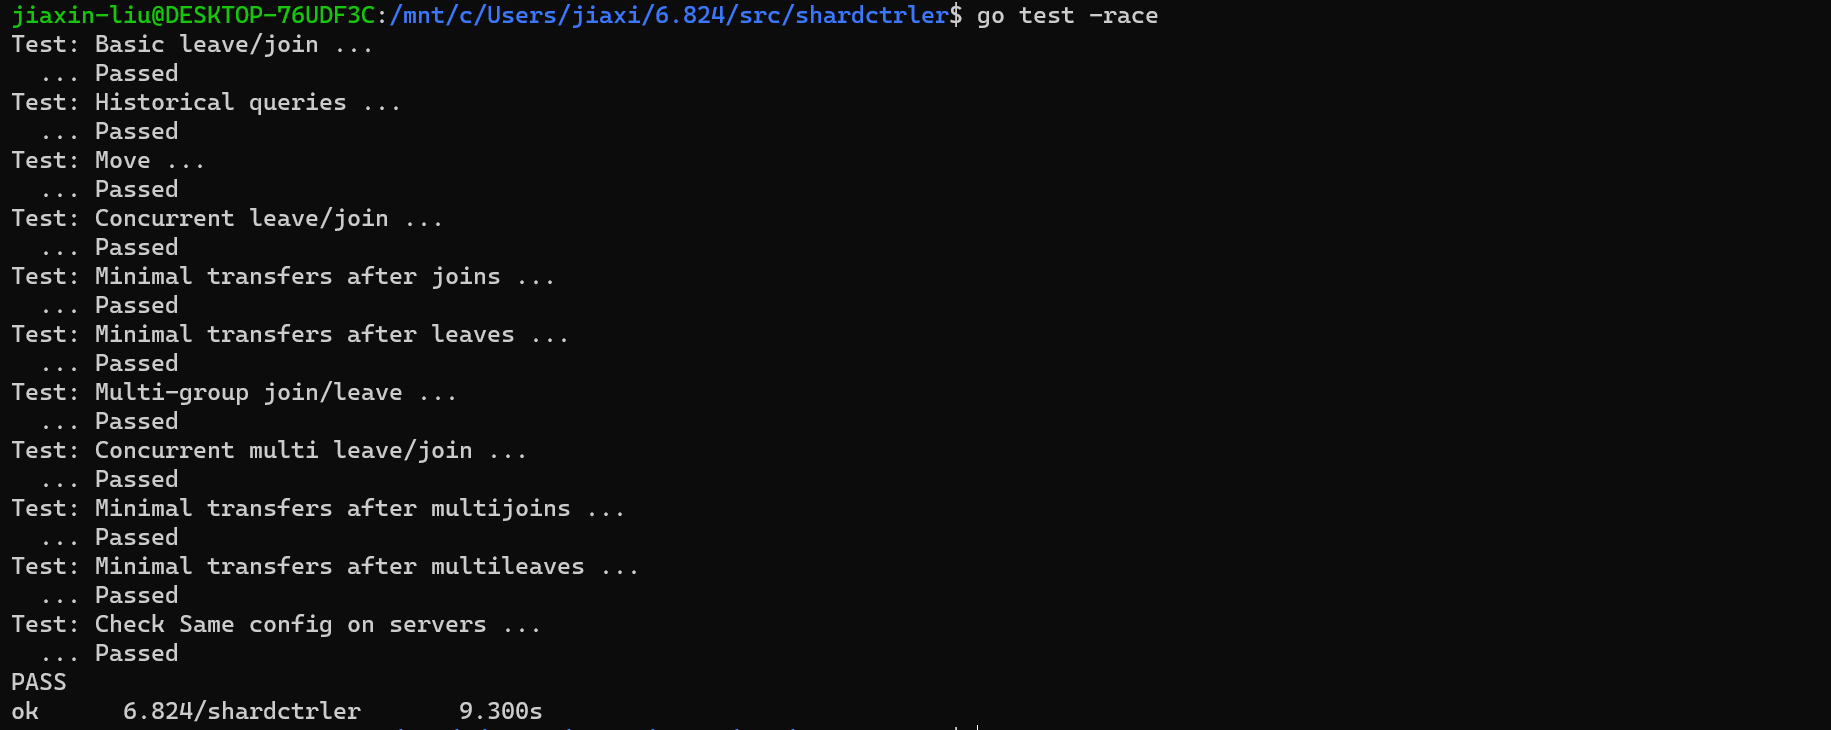 jiaxin-liu@DESKTOP-76UDF3C:/mnt/c/Users/jiaxi/6.824/src/shardctrler$ go test -race
Test: Basic leave/join ...
  ... Passed
Test: Historical queries ...
  ... Passed
Test: Move ...
  ... Passed
Test: Concurrent leave/join ...
  ... Passed
Test: Minimal transfers after joins ...
  ... Passed
Test: Minimal transfers after leaves ...
  ... Passed
Test: Multi-group join/leave ...
  ... Passed
Test: Concurrent multi leave/join ...
  ... Passed
Test: Minimal transfers after multijoins ...
  ... Passed
Test: Minimal transfers after multileaves ...
  ... Passed
Test: Check Same config on servers ...
  ... Passed
PASS
ok      6.824/shardctrler       9.300s